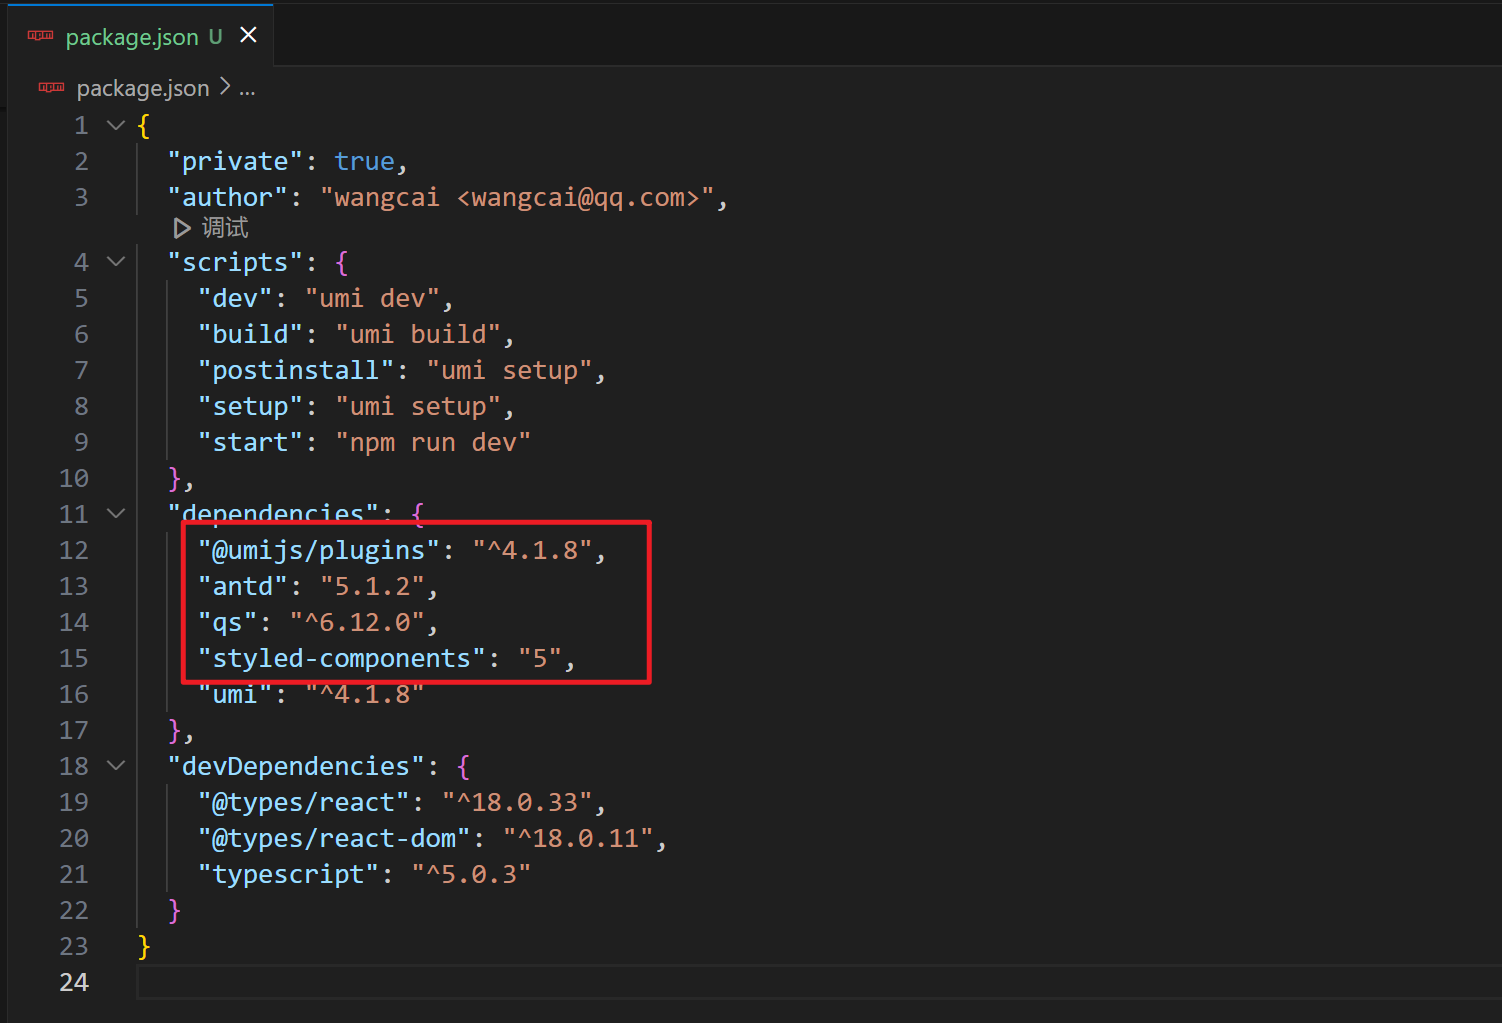 package.json U
package.json > ...
1 {
2 "private": true,
3 "author": "wangcai <wangcai@qq.com>",
调试
4 "scripts": {
5 "dev": "umi dev",
6 "build": "umi build",
7 "postinstall": "umi setup",
8 "setup": "umi setup",
9 "start": "npm run dev"
10 },
11 "dependencies": {
12 "@umijs/plugins": "^4.1.8",
13 "antd": "5.1.2",
14 "qs": "^6.12.0",
15 "styled-components": "5",
16 "umi": "^4.1.8"
17 },
18 "devDependencies": {
19 "@types/react": "^18.0.33",
20 "@types/react-dom": "^18.0.11",
21 "typescript": "^5.0.3"
22 }
23 }
24